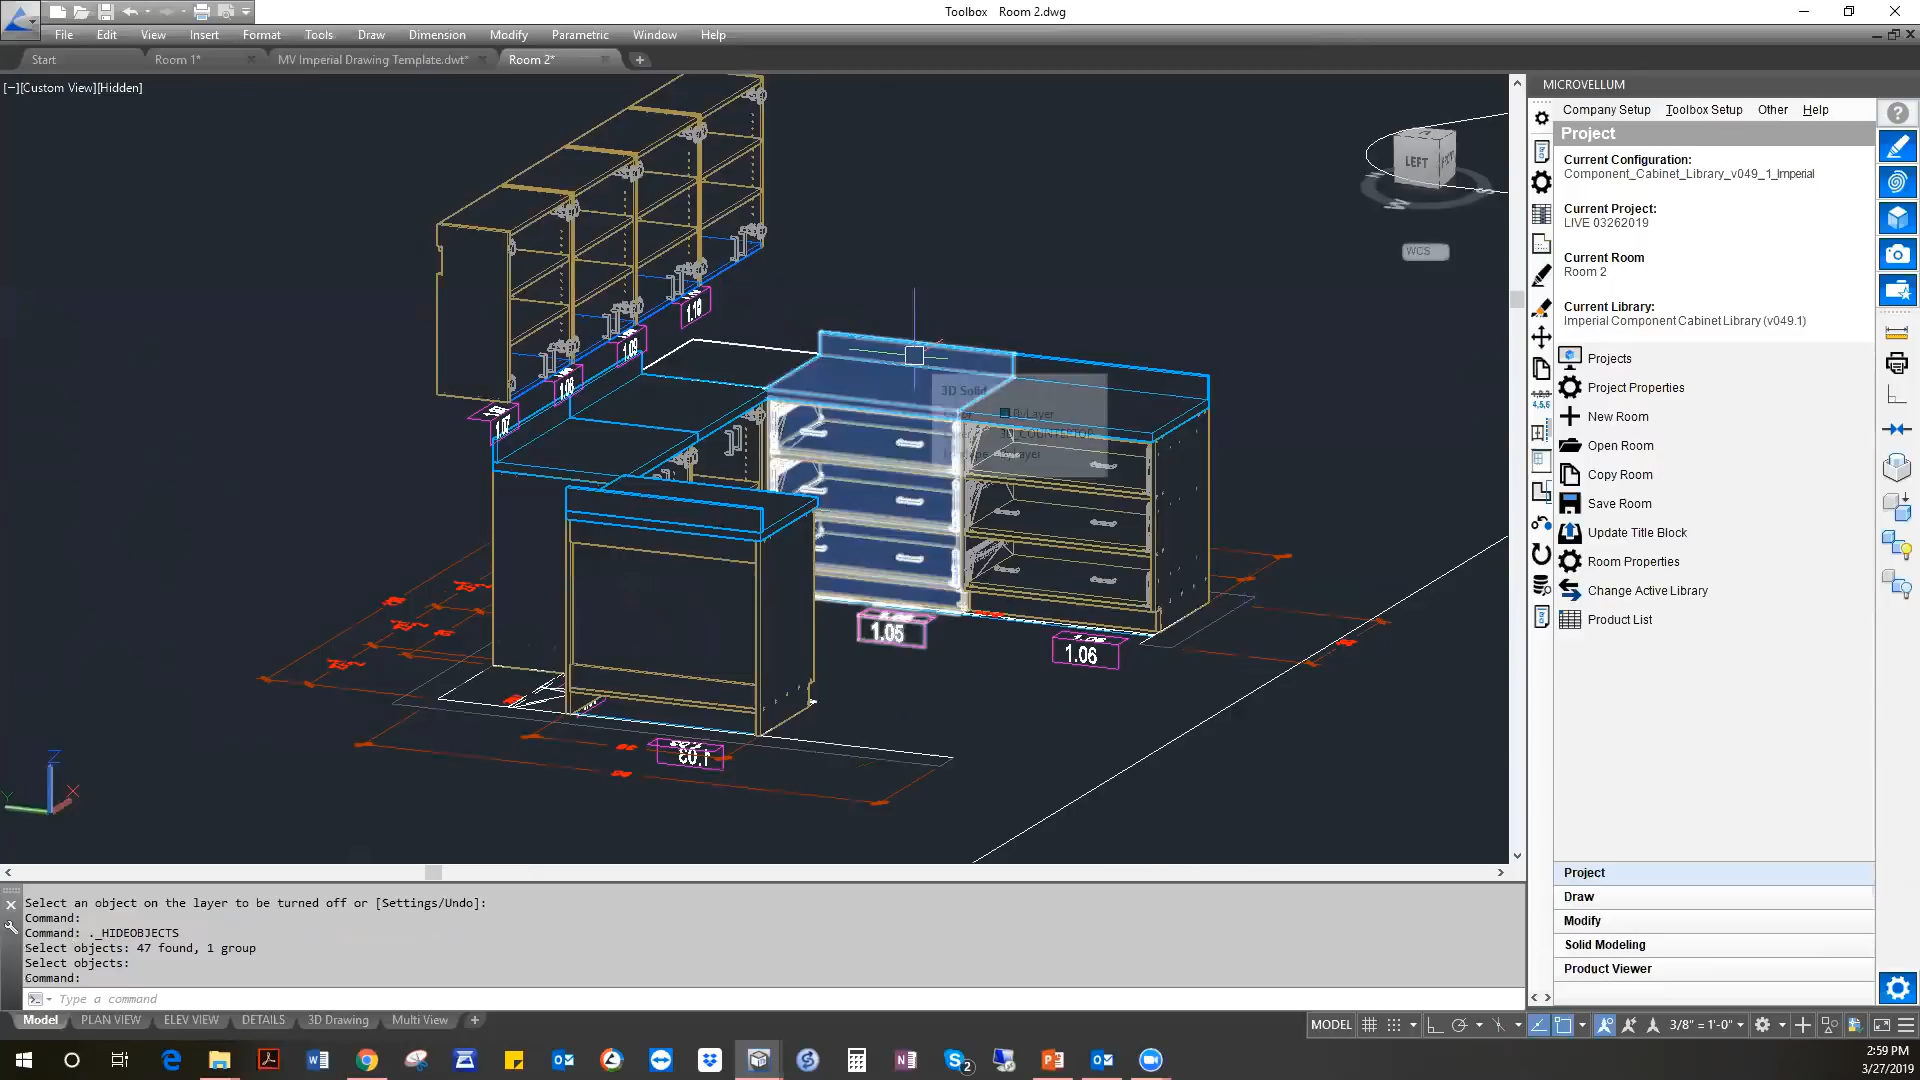 Toolbox Room 2.dwg
File Edit View Insert Format Tools Draw Dimension Modify Parametric Window Help
Start Room 1* MV Imperial Drawing Template.dwt* Room 2*
[−][Custom View][Hidden]
LEFT
W
S
WCS
1.10
1.09
1.08
1.07
3D Solid
ByLayer
1.05
1.06
1.03
Z
X
Y
MICROVELLUM
Company Setup Toolbox Setup Other Help
Project
Current Configuration:
Component_Cabinet_Library_v049_1_Imperial
Current Project:
LIVE 03262019
Current Room
Room 2
Current Library:
Imperial Component Cabinet Library (v049.1)
Projects
Project Properties
New Room
Open Room
Copy Room
Save Room
Update Title Block
Room Properties
Change Active Library
Product List
Project
Draw
Modify
Solid Modeling
Product Viewer
Select an object on the layer to be turned off or [Settings/Undo]:
Command:
Command: ._HIDEOBJECTS
Select objects: 47 found, 1 group
Select objects:
Command:
Type a command
Model PLAN VIEW ELEV VIEW DETAILS 3D Drawing Multi View
MODEL 3/8" = 1'-0"
2:59 PM
3/27/2019